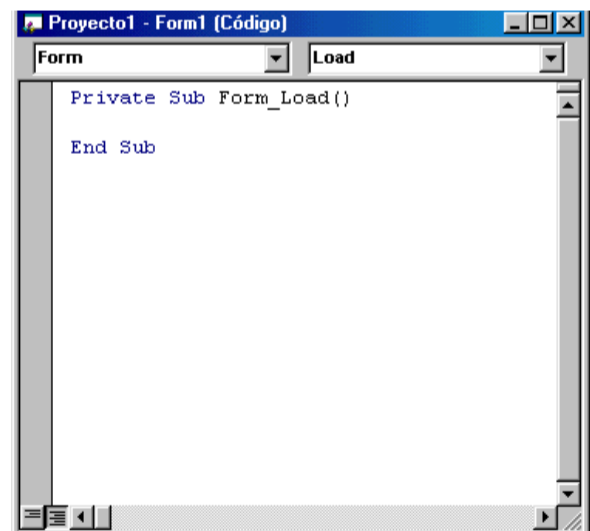 Proyecto1 - Form1 (Código)
Form Load
Private Sub Form_Load()
End Sub